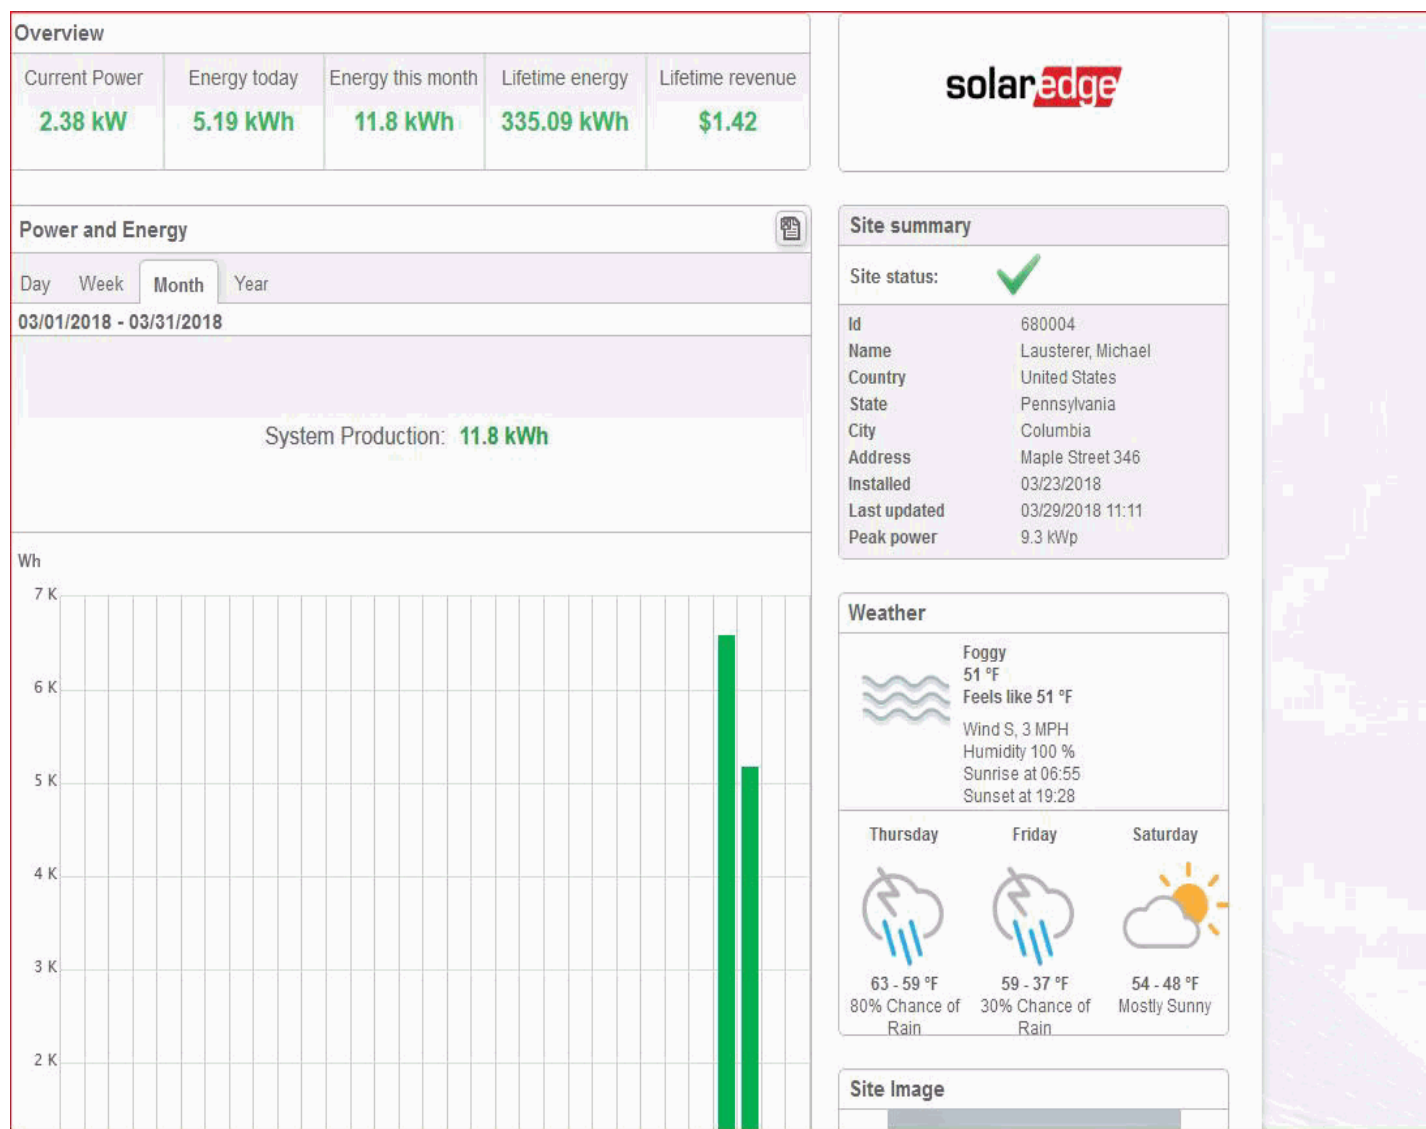 Overview
Current Power
Energy today
Energy this month
Lifetime energy
Lifetime revenue
2.38 kW
5.19 kWh
11.8 kWh
335.09 kWh
$1.42
solaredge
Power and Energy
Day
Week
Month
Year
03/01/2018 - 03/31/2018
System Production: 11.8 kWh
Wh
7 K
6 K
5 K
4 K
3 K
2 K
Site summary
Site status:
Id 680004
Name Lausterer, Michael
Country United States
State Pennsylvania
City Columbia
Address Maple Street 346
Installed 03/23/2018
Last updated 03/29/2018 11:11
Peak power 9.3 kWp
Weather
Foggy
51 °F
Feels like 51 °F
Wind S, 3 MPH
Humidity 100 %
Sunrise at 06:55
Sunset at 19:28
Thursday
63 - 59 °F
80% Chance of
Rain
Friday
59 - 37 °F
30% Chance of
Rain
Saturday
54 - 48 °F
Mostly Sunny
Site Image